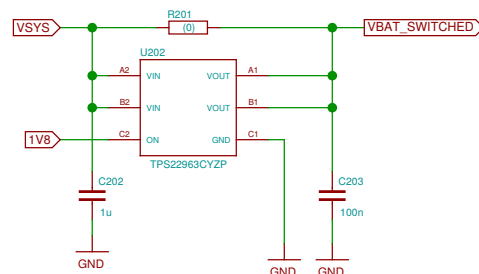 R201
VSYS
(0)
VBAT_SWITCHED
U202
A2 VIN VOUT A1
B2 VIN VOUT B1
1V8
C2 ON GND C1
TPS22963CYZP
C202
1u
C203
100n
GND
GND
GND